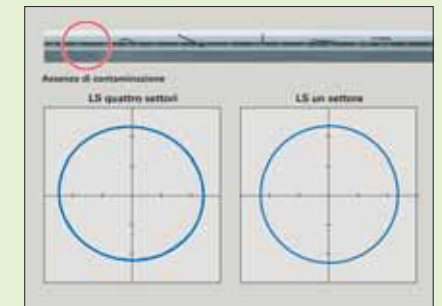 Assenza di contaminazione
LS quattro settori
LS un settore